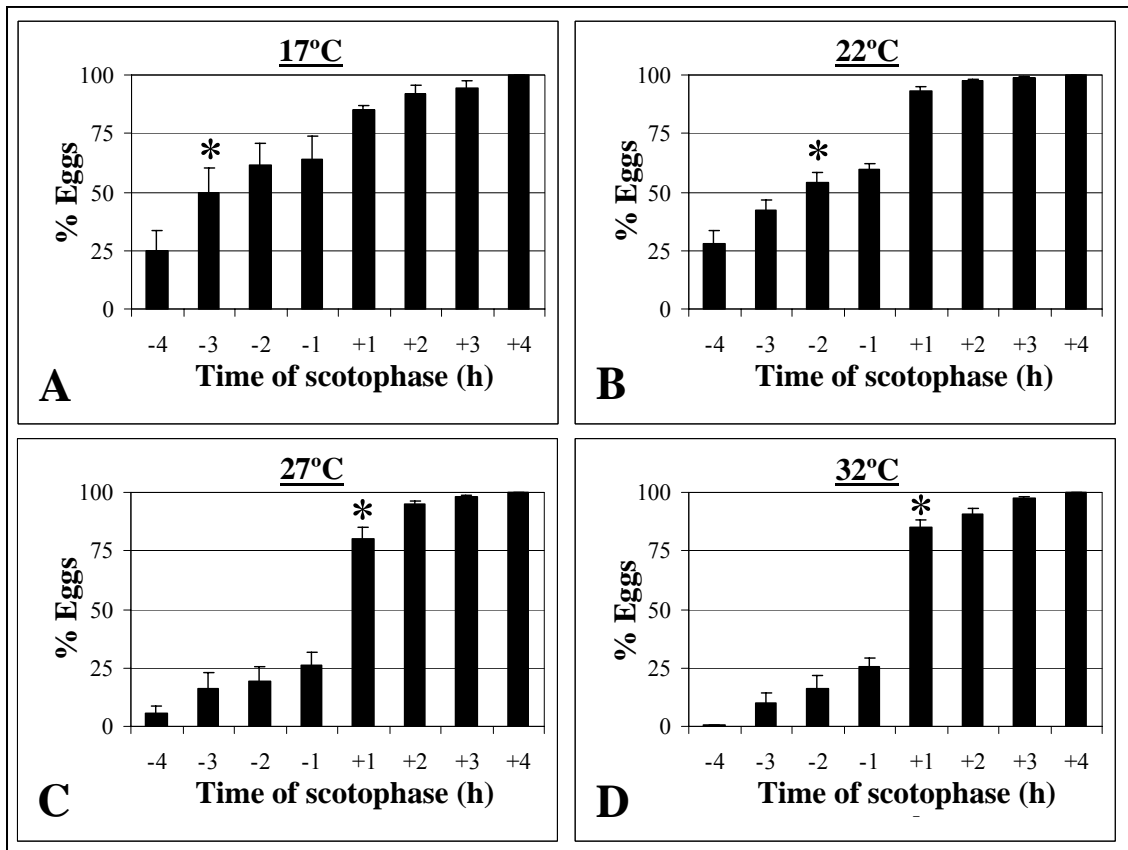 17ºC
100
75
50
25
0
% Eggs
*
-4 -3 -2 -1 +1 +2 +3 +4
Time of scotophase (h)
A
22ºC
100
75
50
25
0
% Eggs
*
-4 -3 -2 -1 +1 +2 +3 +4
Time of scotophase (h)
B
27ºC
100
75
50
25
0
% Eggs
*
-4 -3 -2 -1 +1 +2 +3 +4
Time of scotophase (h)
C
32ºC
100
75
50
25
0
% Eggs
*
-4 -3 -2 -1 +1 +2 +3 +4
Time of scotophase (h)
D